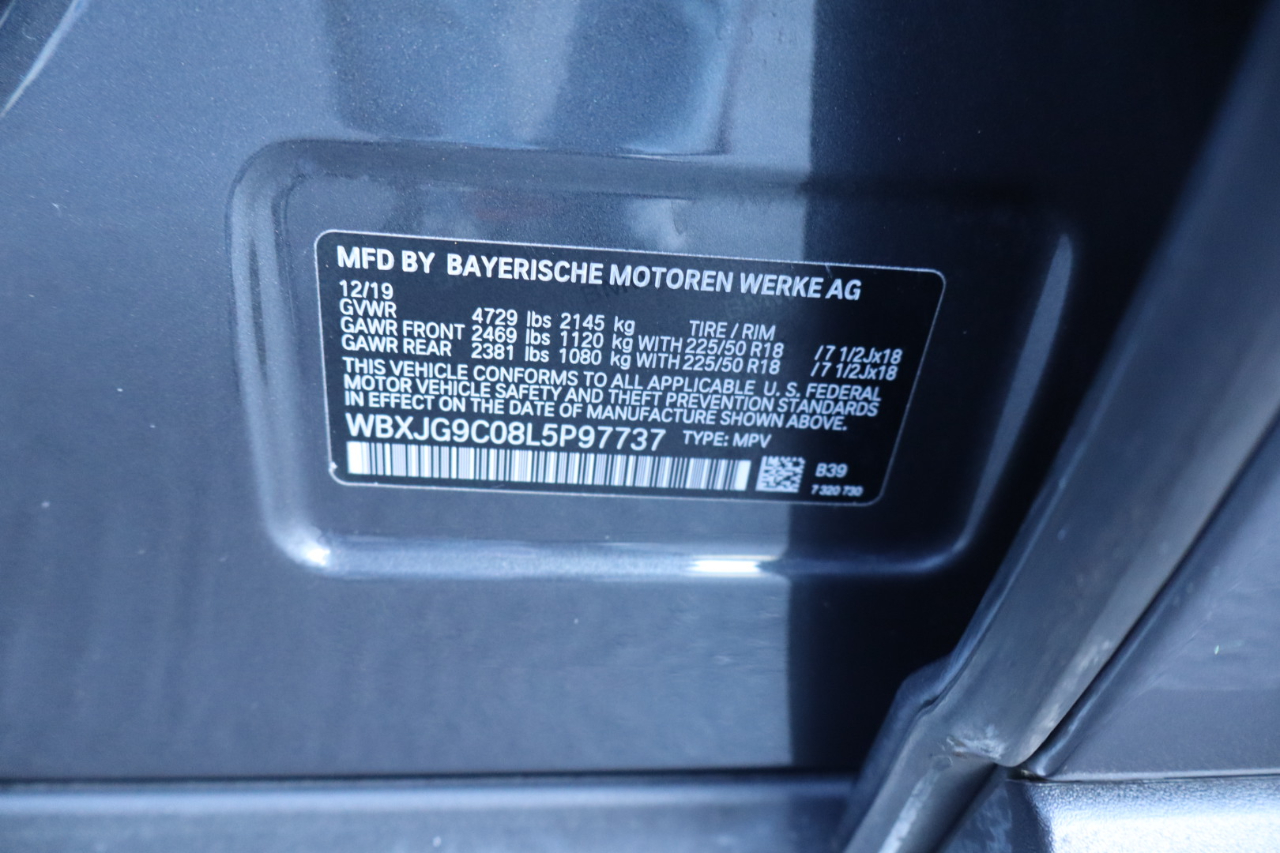 MFD BY BAYERISCHE MOTOREN WERKE AG
12/19
GVWR 4729 lbs 2145 kg TIRE / RIM
GAWR FRONT 2469 lbs 1120 kg WITH 225/50 R18 /7 1/2Jx18
GAWR REAR 2381 lbs 1080 kg WITH 225/50 R18 /7 1/2Jx18
THIS VEHICLE CONFORMS TO ALL APPLICABLE U. S. FEDERAL
MOTOR VEHICLE SAFETY AND THEFT PREVENTION STANDARDS
IN EFFECT ON THE DATE OF MANUFACTURE SHOWN ABOVE.
WBXJG9C08L5P97737 TYPE: MPV
B39
7 320 730